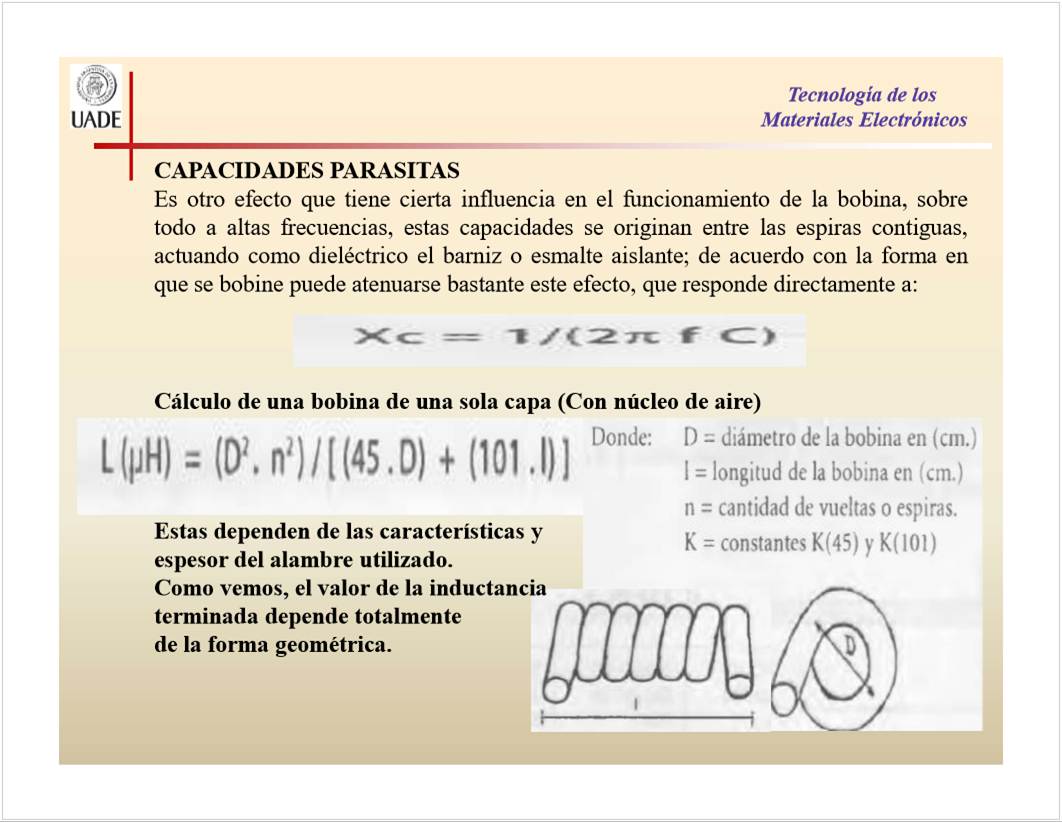 UADE
Tecnología de los
Materiales Electrónicos
CAPACIDADES PARASITAS
Es otro efecto que tiene cierta influencia en el funcionamiento de la bobina, sobre
todo a altas frecuencias, estas capacidades se originan entre las espiras contiguas,
actuando como dieléctrico el barniz o esmalte aislante; de acuerdo con la forma en
que se bobine puede atenuarse bastante este efecto, que responde directamente a:
Xc = 1/(2π f C)
Cálculo de una bobina de una sola capa (Con núcleo de aire)
L (μH) = (D². n²) / [ (45 . D) + (101 . l) ]
Donde: D = diámetro de la bobina en (cm.)
l = longitud de la bobina en (cm.)
n = cantidad de vueltas o espiras.
K = constantes K(45) y K(101)
Estas dependen de las características y
espesor del alambre utilizado.
Como vemos, el valor de la inductancia
terminada depende totalmente
de la forma geométrica.
l
D